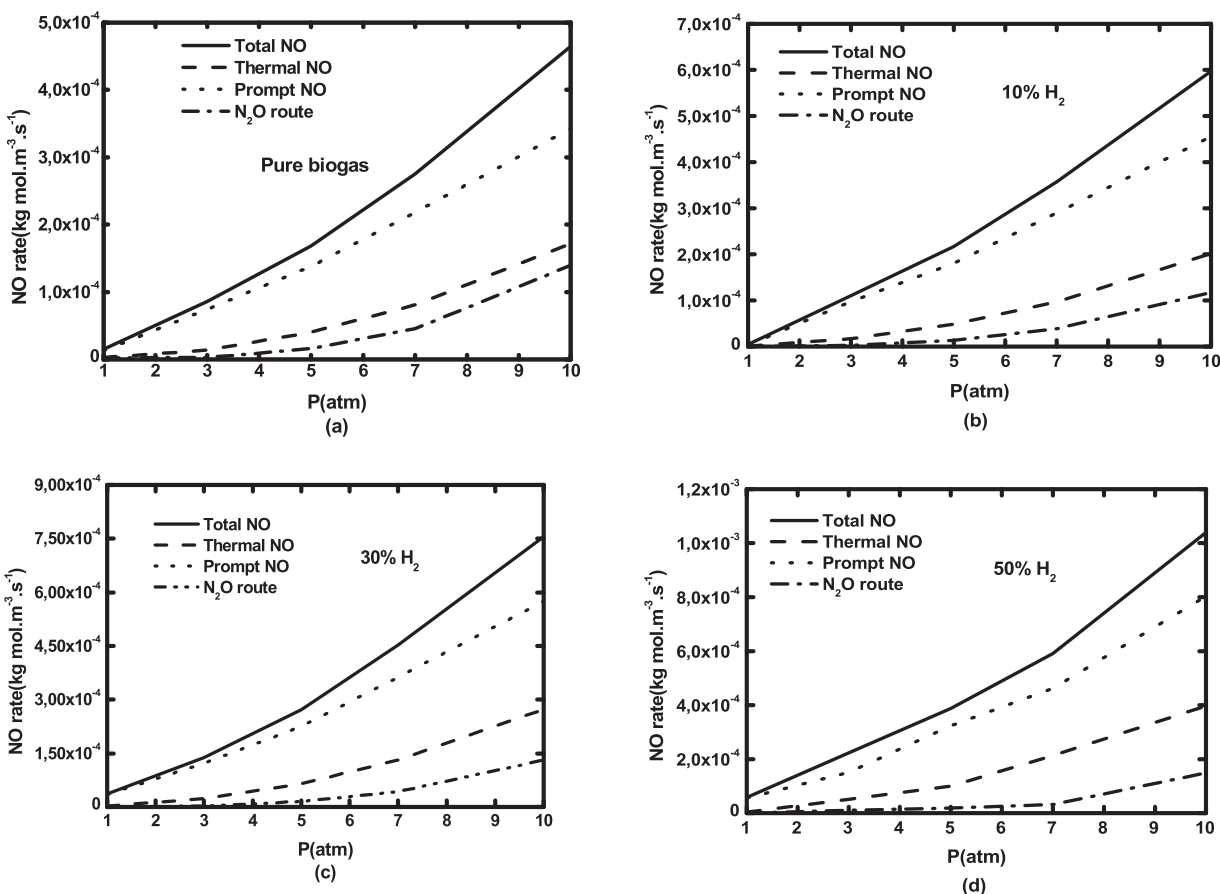 5,0x10⁻⁴
4,0x10⁻⁴
3,0x10⁻⁴
2,0x10⁻⁴
1,0x10⁻⁴
0
NO rate(kg mol.m⁻³.s⁻¹)
Total NO
Thermal NO
Prompt NO
N₂O route
Pure biogas
1 2 3 4 5 6 7 8 9 10
P(atm)
(a)
7,0x10⁻⁴
6,0x10⁻⁴
5,0x10⁻⁴
4,0x10⁻⁴
3,0x10⁻⁴
2,0x10⁻⁴
1,0x10⁻⁴
0
NO rate(kg mol.m⁻³.s⁻¹)
Total NO
Thermal NO
Prompt NO
N₂O route
10% H₂
1 2 3 4 5 6 7 8 9 10
P(atm)
(b)
9,00x10⁻⁴
7,50x10⁻⁴
6,00x10⁻⁴
4,50x10⁻⁴
3,00x10⁻⁴
1,50x10⁻⁴
0
NO rate(kg mol.m⁻³.s⁻¹)
Total NO
Thermal NO
Prompt NO
N₂O route
30% H₂
1 2 3 4 5 6 7 8 9 10
P(atm)
(c)
1,2x10⁻³
1,0x10⁻³
8,0x10⁻⁴
6,0x10⁻⁴
4,0x10⁻⁴
2,0x10⁻⁴
0
NO rate(kg mol.m⁻³.s⁻¹)
Total NO
Thermal NO
Prompt NO
N₂O route
50% H₂
1 2 3 4 5 6 7 8 9 10
P(atm)
(d)